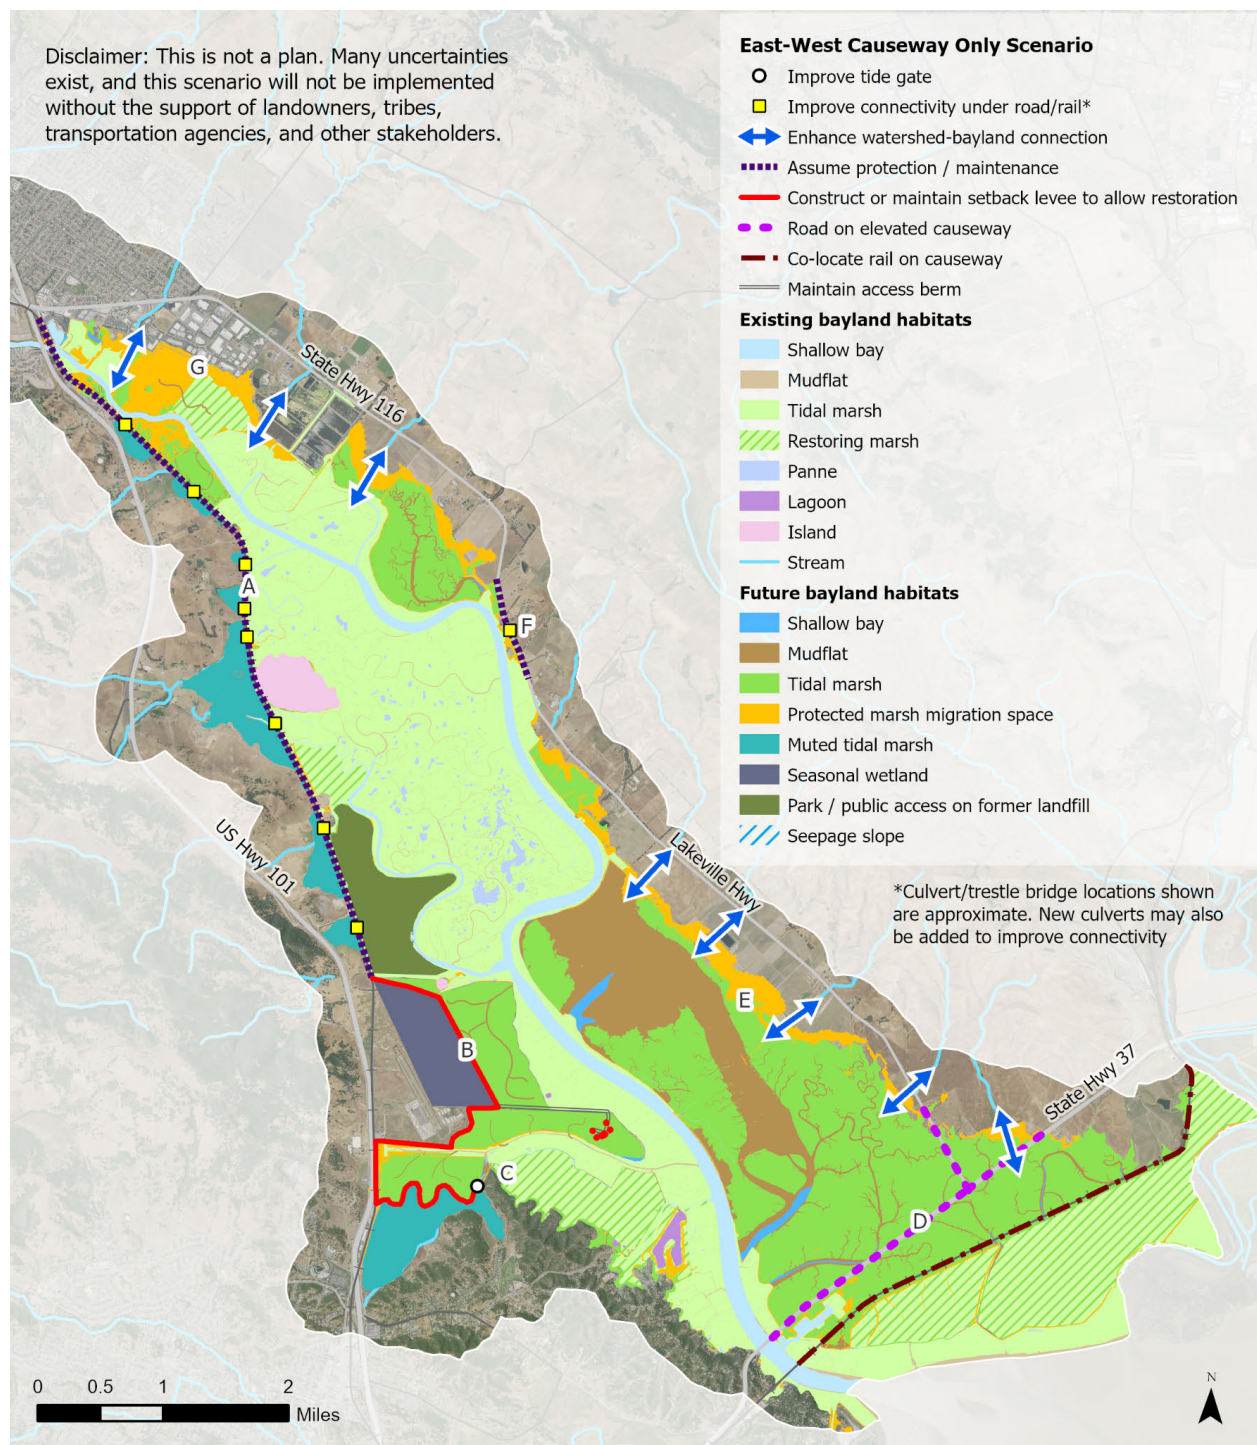 Disclaimer: This is not a plan. Many uncertainties
exist, and this scenario will not be implemented
without the support of landowners, tribes,
transportation agencies, and other stakeholders.
East-West Causeway Only Scenario
Improve tide gate
Improve connectivity under road/rail*
Enhance watershed-bayland connection
Assume protection / maintenance
Construct or maintain setback levee to allow restoration
Road on elevated causeway
Co-locate rail on causeway
Maintain access berm
Existing bayland habitats
Shallow bay
Mudflat
Tidal marsh
Restoring marsh
Panne
Lagoon
Island
Stream
Future bayland habitats
Shallow bay
Mudflat
Tidal marsh
Protected marsh migration space
Muted tidal marsh
Seasonal wetland
Park / public access on former landfill
Seepage slope
*Culvert/trestle bridge locations shown
are approximate. New culverts may also
be added to improve connectivity
G
State Hwy 116
A
F
US Hwy 101
Lakeville Hwy
E
B
State Hwy 37
C
D
0 0.5 1 2
Miles
N